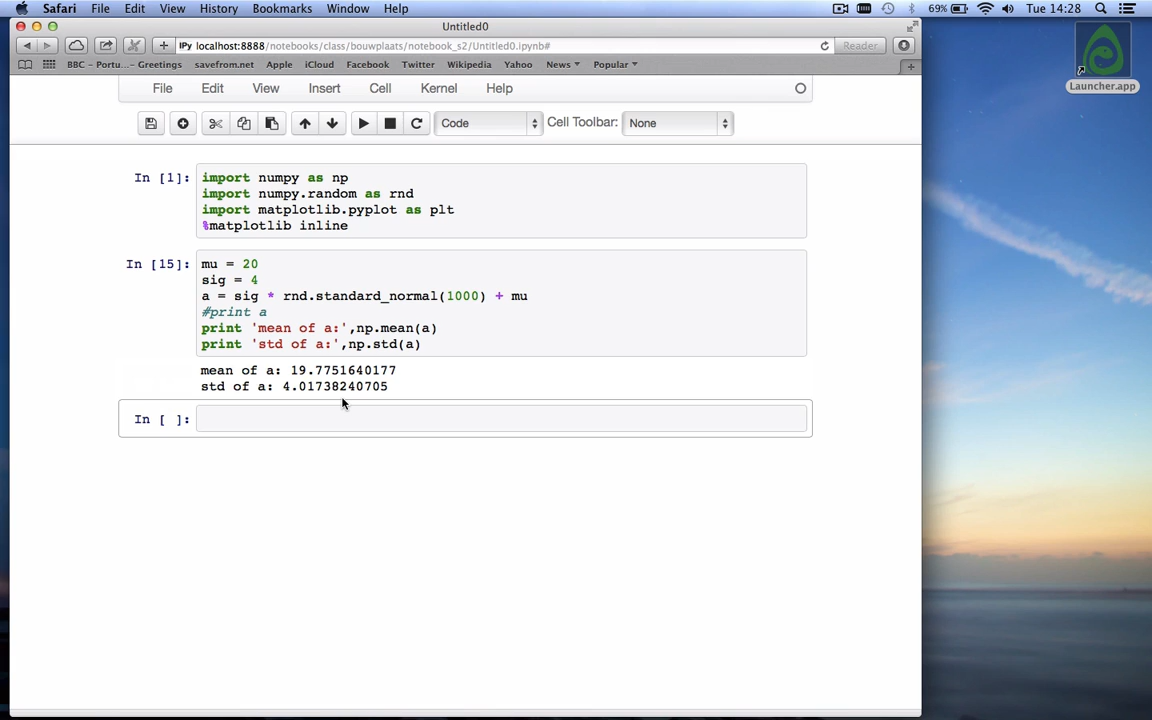 Safari File Edit View History Bookmarks Window Help 69% Tue 14:28
Untitled0
IPy localhost:8888/notebooks/class/bouwplaats/notebook_s2/Untitled0.ipynb# Reader
BBC – Portu...– Greetings savefrom.net Apple iCloud Facebook Twitter Wikipedia Yahoo News Popular
Launcher.app
File Edit View Insert Cell Kernel Help
Code Cell Toolbar: None
In [1]: import numpy as np
import numpy.random as rnd
import matplotlib.pyplot as plt
%matplotlib inline
In [15]: mu = 20
sig = 4
a = sig * rnd.standard_normal(1000) + mu
#print a
print 'mean of a:',np.mean(a)
print 'std of a:',np.std(a)
mean of a: 19.7751640177
std of a: 4.01738240705
In [ ]: